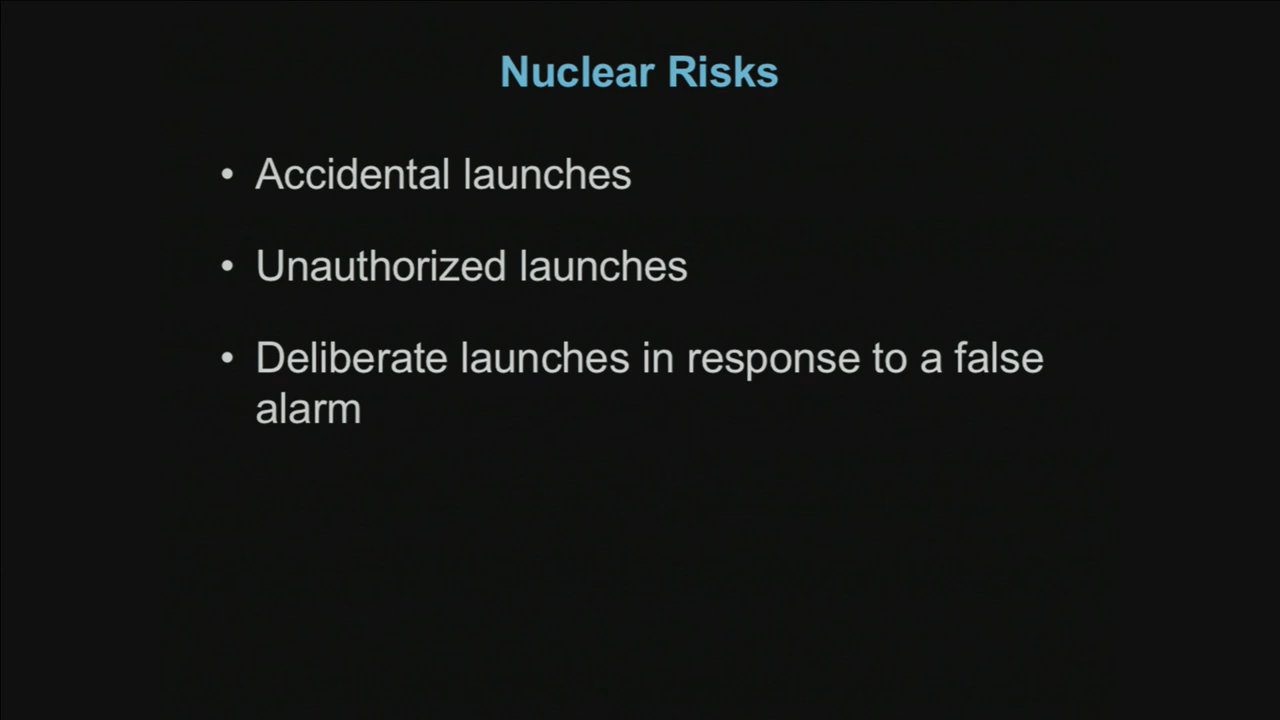 Nuclear Risks
• Accidental launches
• Unauthorized launches
• Deliberate launches in response to a false
alarm